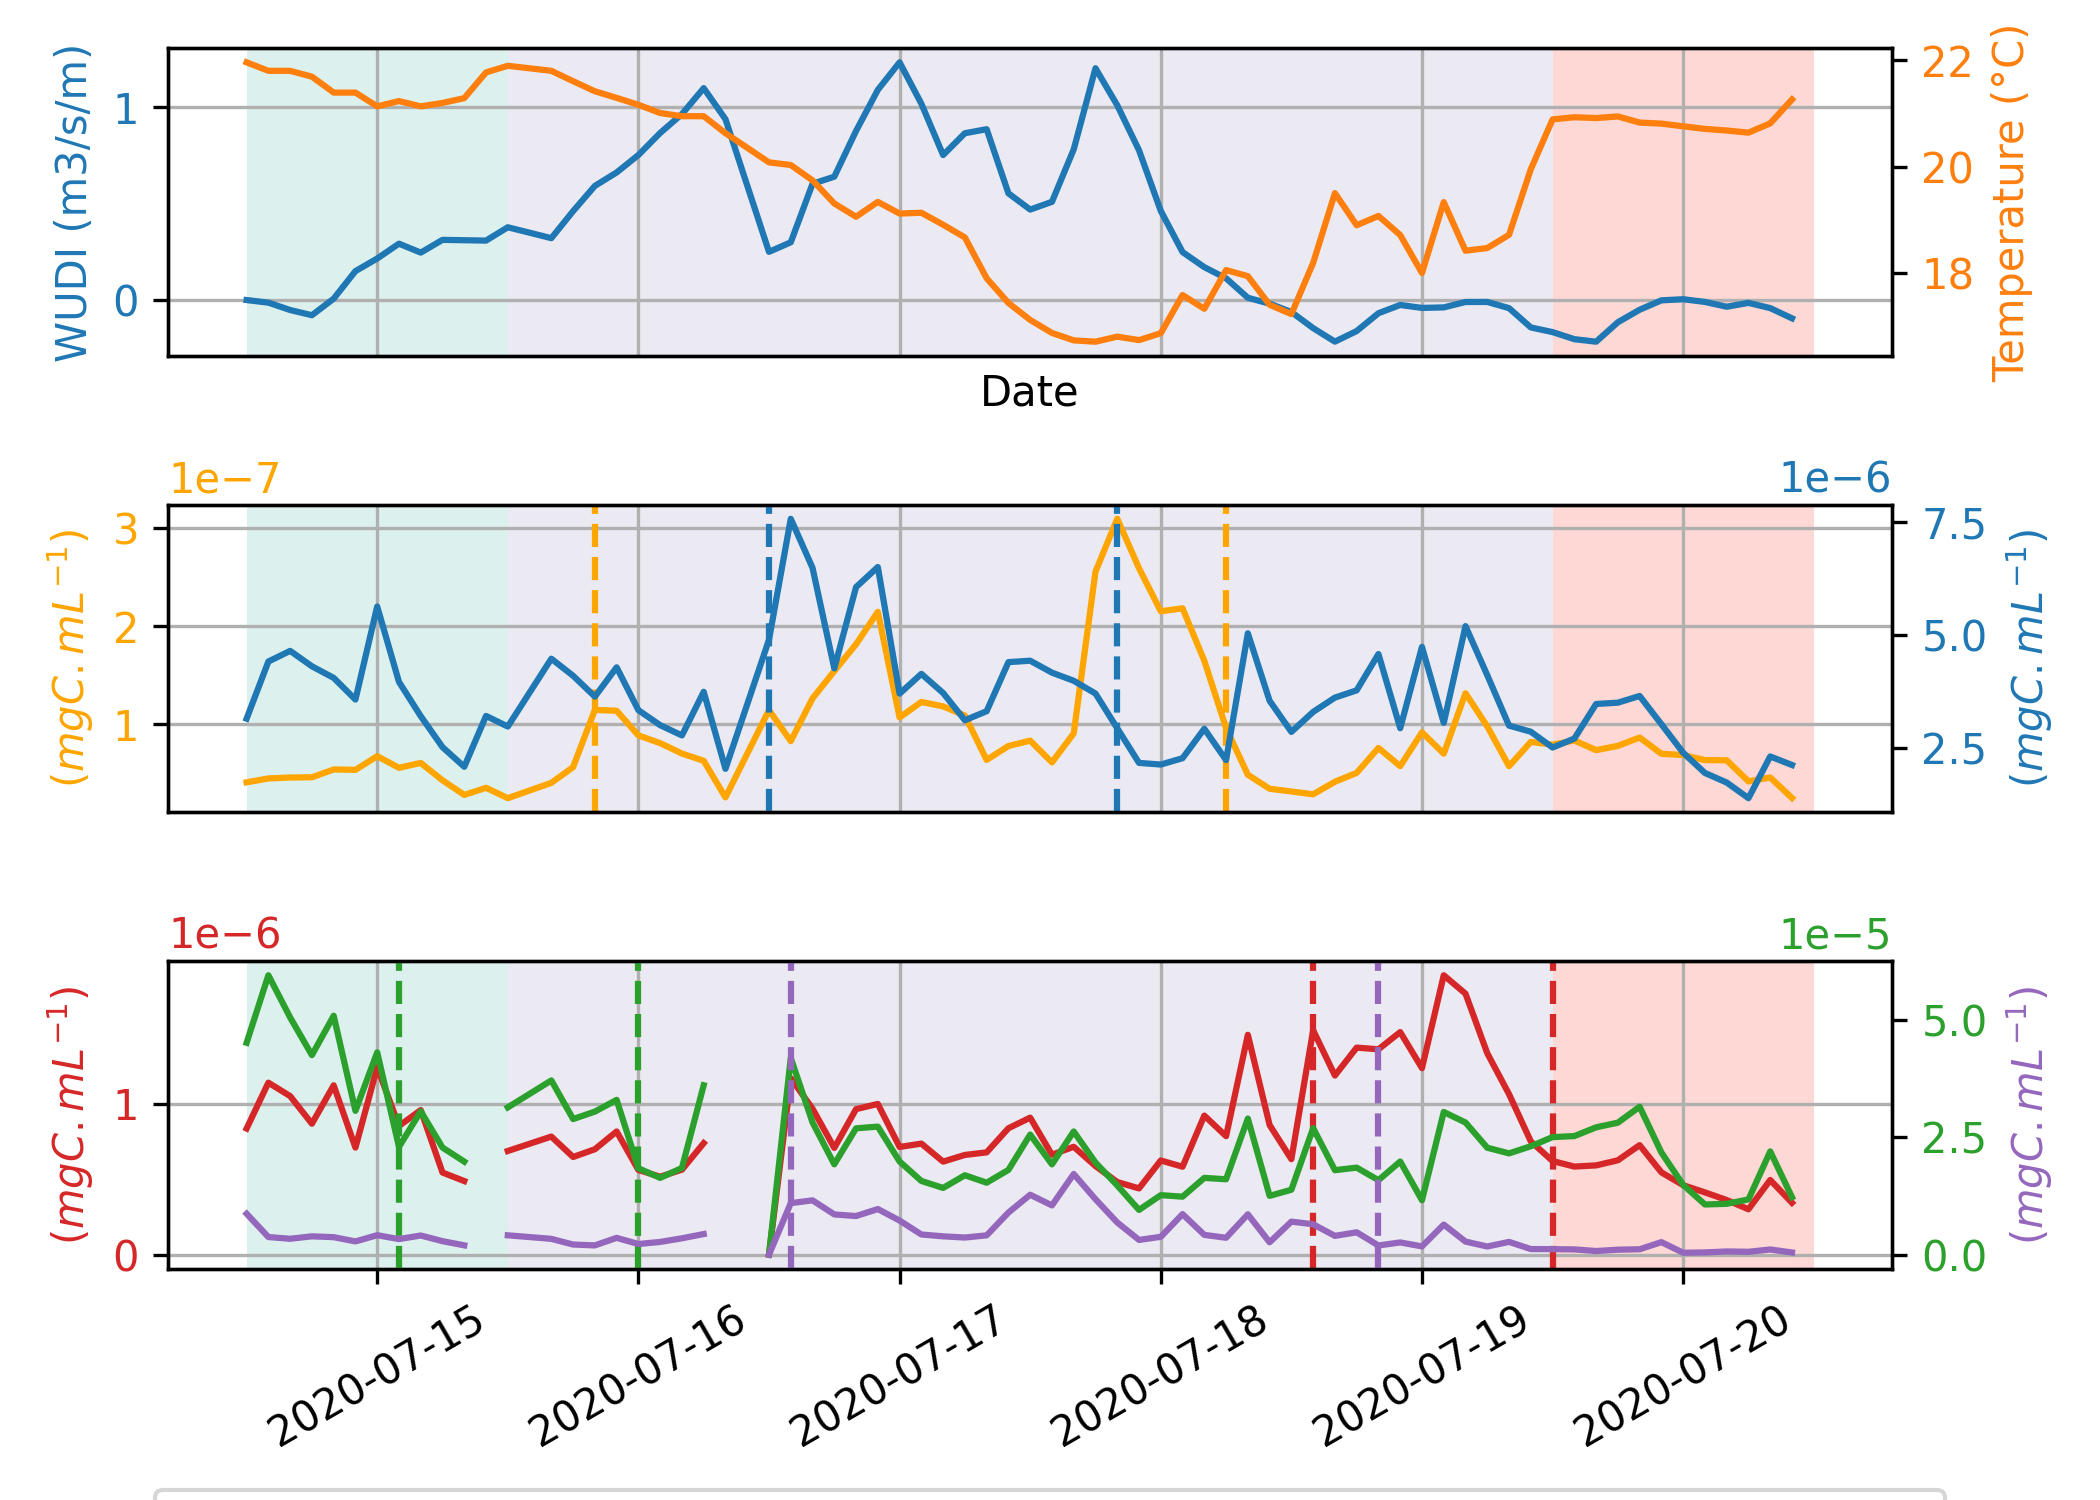 WUDI (m3/s/m)
1
0
22
20
18
Temperature (°C)
Date
1e−7
1e−6
(mgC.mL⁻¹)
3
2
1
7.5
5.0
2.5
(mgC.mL⁻¹)
1e−6
1e−5
(mgC.mL⁻¹)
1
0
5.0
2.5
0.0
(mgC.mL⁻¹)
2020-07-15
2020-07-16
2020-07-17
2020-07-18
2020-07-19
2020-07-20